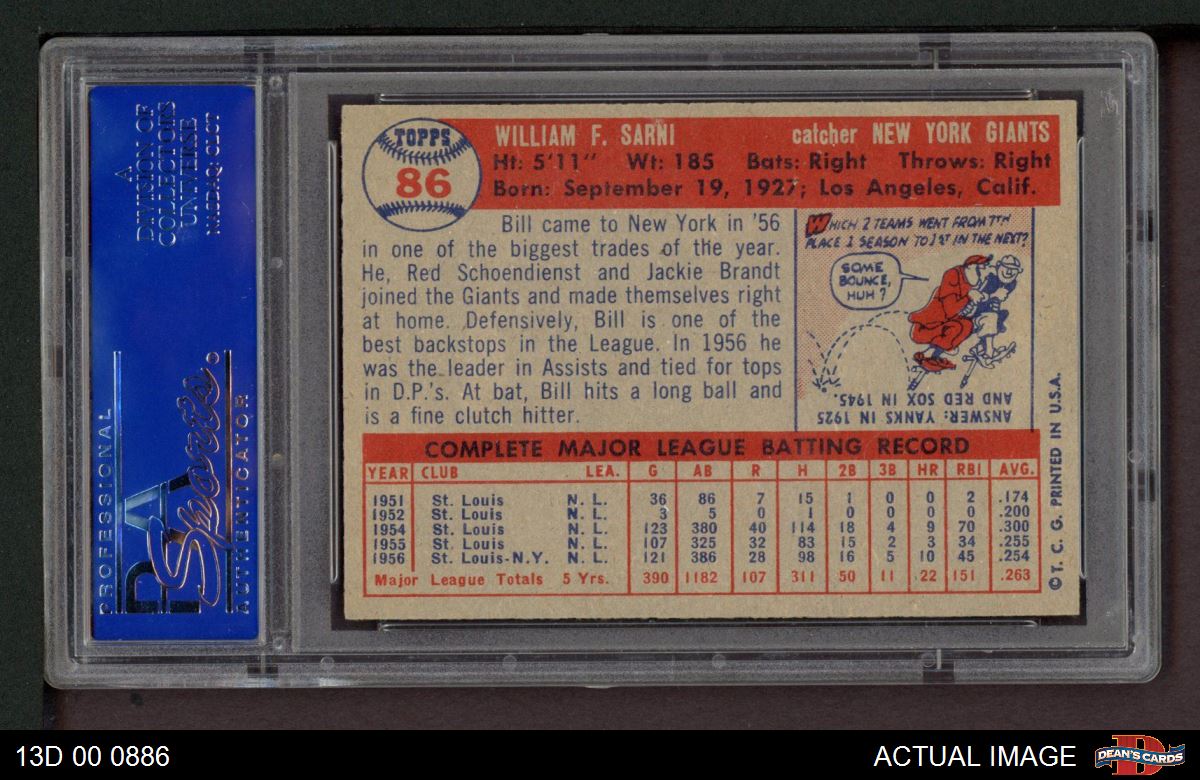 A
DIVISION OF
COLLECTORS
UNIVERSE
NASDAQ: CLCT
PROFESSIONAL
PSA
Sports
AUTHENTICATOR
TOPPS
86
WILLIAM F. SARNI catcher NEW YORK GIANTS
Ht: 5'11" Wt: 185 Bats: Right Throws: Right
Born: September 19, 1927; Los Angeles, Calif.
Bill came to New York in '56
in one of the biggest trades of the year.
He, Red Schoendienst and Jackie Brandt
joined the Giants and made themselves right
at home. Defensively, Bill is one of the
best backstops in the League. In 1956 he
was the leader in Assists and tied for tops
in D.P.'s. At bat, Bill hits a long ball and
is a fine clutch hitter.
WHICH 2 TEAMS WENT FROM 7TH
PLACE 1 SEASON TO 1ST IN THE NEXT?
SOME
BOUNCE,
HUH?
ANSWER: YANKS IN 1925
AND RED SOX IN 1945.
COMPLETE MAJOR LEAGUE BATTING RECORD
YEAR CLUB LEA. G AB R H 2B 3B HR RBI AVG.
1951 St. Louis N. L. 36 86 7 15 1 0 0 2 .174
1952 St. Louis N. L. 3 5 0 1 0 0 0 0 .200
1954 St. Louis N. L. 123 380 40 114 18 4 9 70 .300
1955 St. Louis N. L. 107 325 32 83 15 2 3 34 .255
1956 St. Louis-N.Y. N. L. 121 386 28 98 16 5 10 45 .254
Major League Totals 5 Yrs. 390 1182 107 311 50 11 22 151 .263
© T. C. G. PRINTED IN U.S.A.
13D 00 0886
ACTUAL IMAGE
DEAN'S CARDS